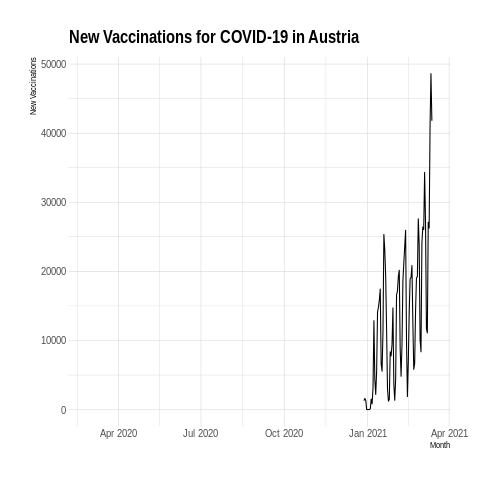 New Vaccinations for COVID-19 in Austria
New Vaccinations
50000
40000
30000
20000
10000
0
Apr 2020 Jul 2020 Oct 2020 Jan 2021 Apr 2021
Month